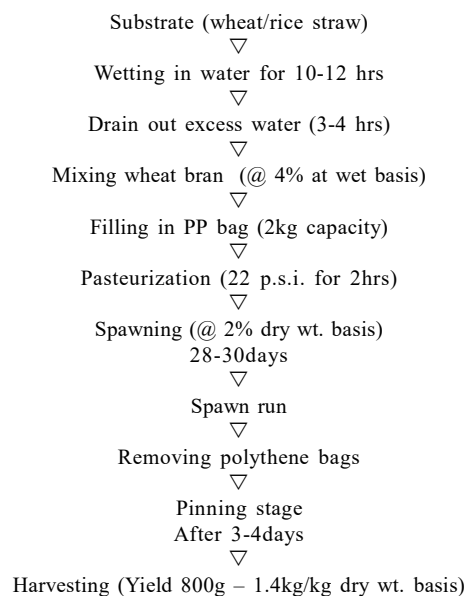 Substrate (wheat/rice straw)
▽
Wetting in water for 10-12 hrs
▽
Drain out excess water (3-4 hrs)
▽
Mixing wheat bran (@ 4% at wet basis)
▽
Filling in PP bag (2kg capacity)
▽
Pasteurization (22 p.s.i. for 2hrs)
▽
Spawning (@ 2% dry wt. basis)
28-30days
▽
Spawn run
▽
Removing polythene bags
▽
Pinning stage
After 3-4days
▽
Harvesting (Yield 800g – 1.4kg/kg dry wt. basis)